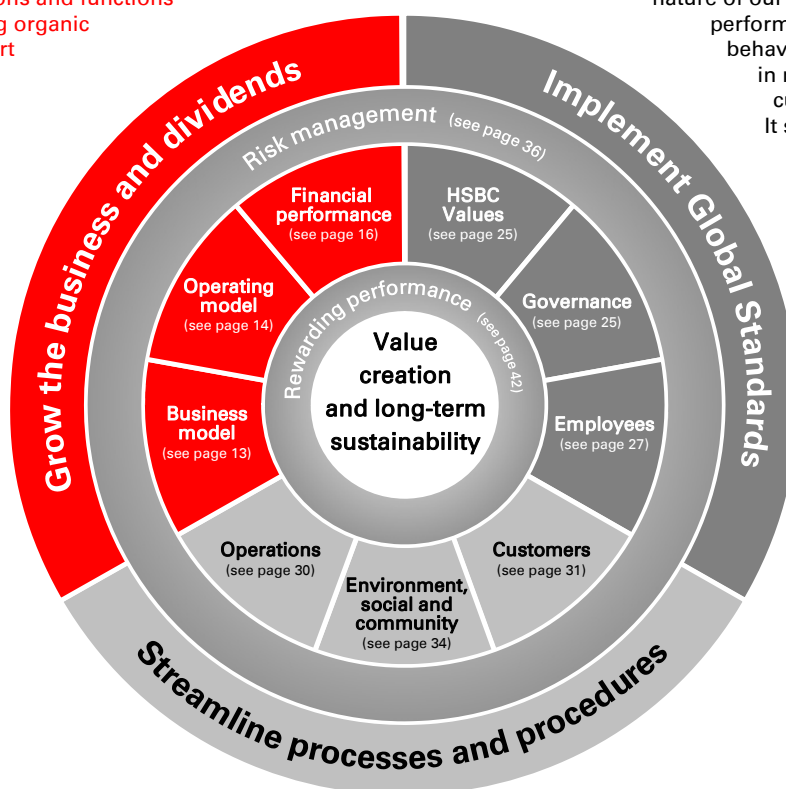 ons and functions
g organic
rt
nature of our
perform
behav
in r
cu
It s
Grow the business and dividends
Implement Global Standards
Streamline processes and procedures
Risk management (see page 36)
Financial
performance
(see page 16)
HSBC
Values
(see page 25)
Operating
model
(see page 14)
Governance
(see page 25)
Business
model
(see page 13)
Employees
(see page 27)
Operations
(see page 30)
Environment,
social and
community
(see page 34)
Customers
(see page 31)
Rewarding performance (see page 42)
Value
creation
and long-term
sustainability